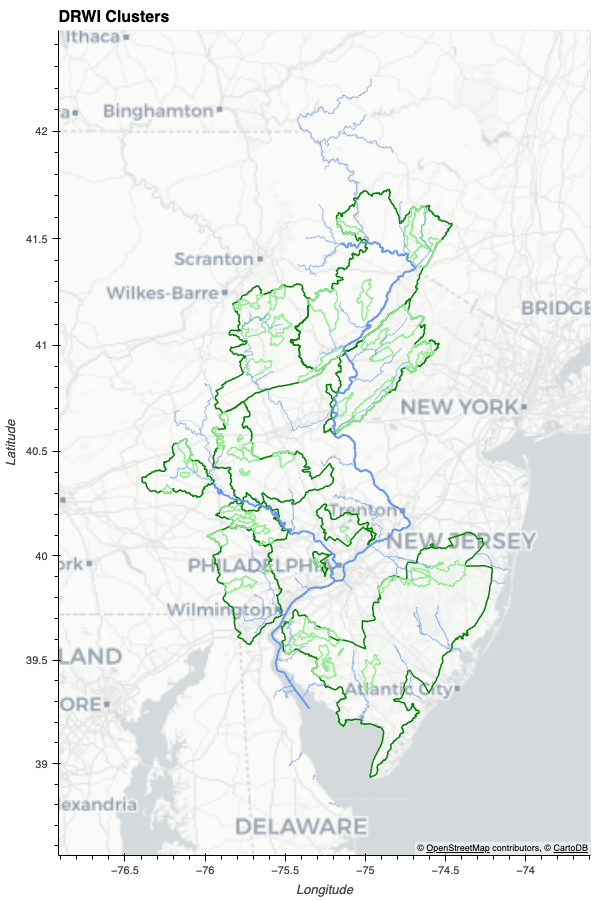 DRWI Clusters
Ithaca
a
Binghamton
42
41.5
Scranton
Wilkes-Barre
BRIDGE
41
NEW YORK
40.5
Latitude
Trenton
NEW JERSEY
40
ork
PHILADELPHIA
Wilmington
39.5
LAND
ORE
Atlantic City
39
exandria
DELAWARE
© OpenStreetMap contributors, © CartoDB
−76.5
−76
−75.5
−75
−74.5
−74
Longitude